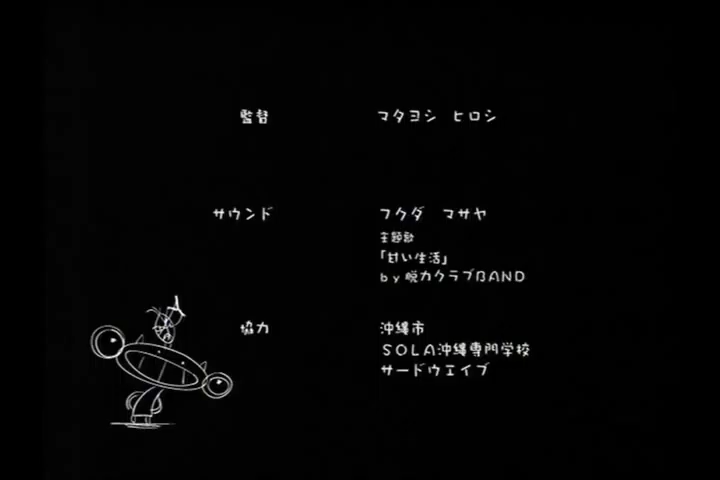 監督 マタヨシ ヒロシ
サウンド フクダ マサヤ
主題歌
「甘い生活」
by 脱力クラブBAND
協力 沖縄市
SOLA沖縄専門学校
サードウエイブ